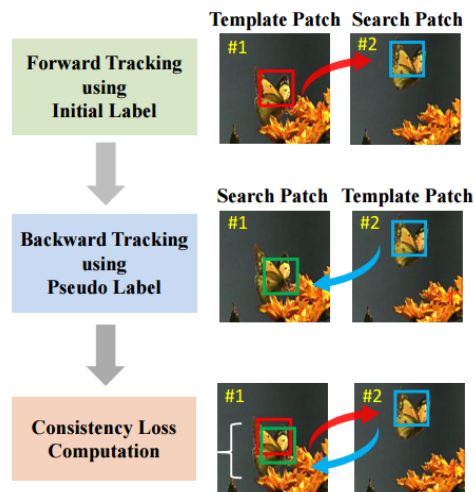 Template Patch Search Patch
Forward Tracking
using
Initial Label
#1 #2
Search Patch Template Patch
Backward Tracking
using
Pseudo Label
#1 #2
Consistency Loss
Computation
#1 #2